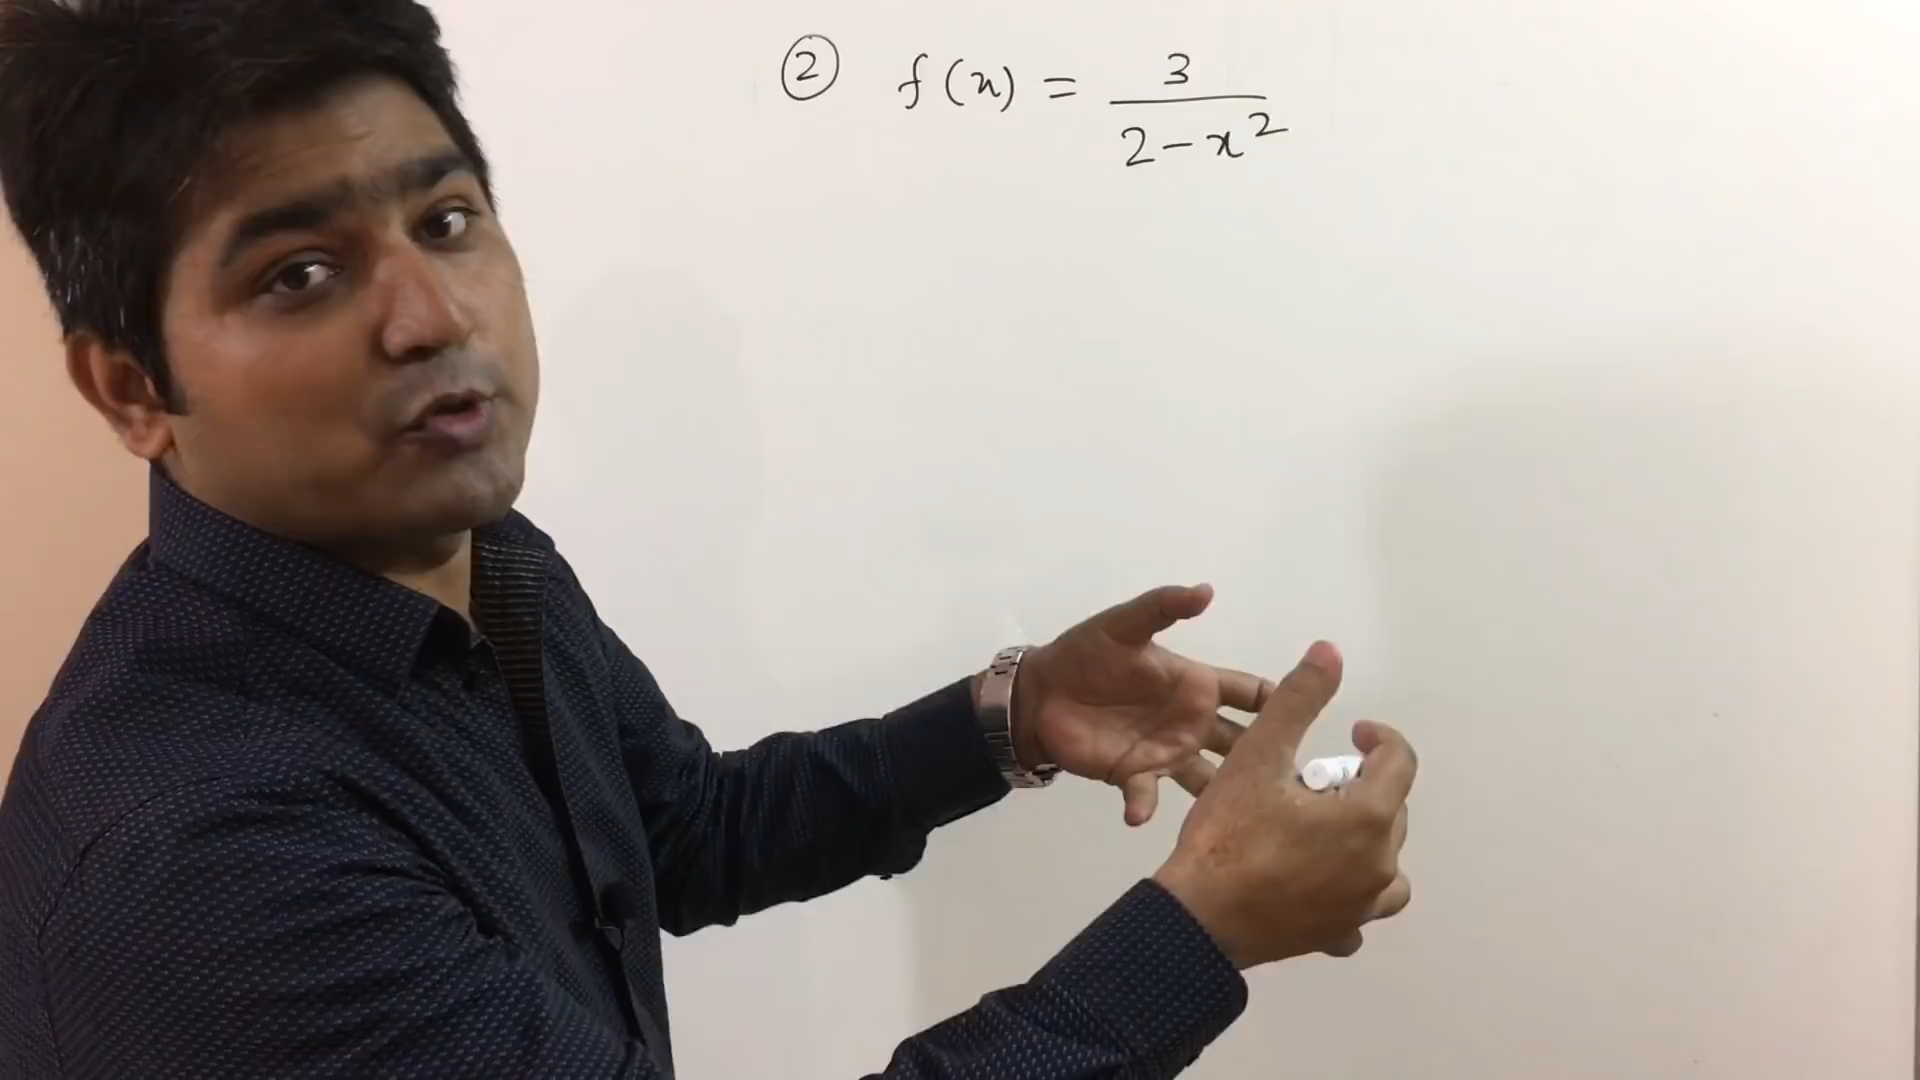 ② f(x) = 3 / (2 - x²)